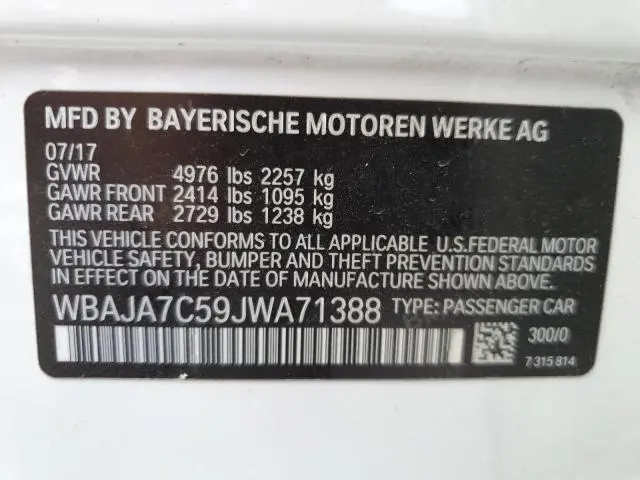 MFD BY BAYERISCHE MOTOREN WERKE AG
07/17
GVWR 4976 lbs 2257 kg
GAWR FRONT 2414 lbs 1095 kg
GAWR REAR 2729 lbs 1238 kg
THIS VEHICLE CONFORMS TO ALL APPLICABLE U.S.FEDERAL MOTOR
VEHICLE SAFETY, BUMPER AND THEFT PREVENTION STANDARDS
IN EFFECT ON THE DATE OF MANUFACTURE SHOWN ABOVE.
WBAJA7C59JWA71388 TYPE: PASSENGER CAR
300/0
7 315 814